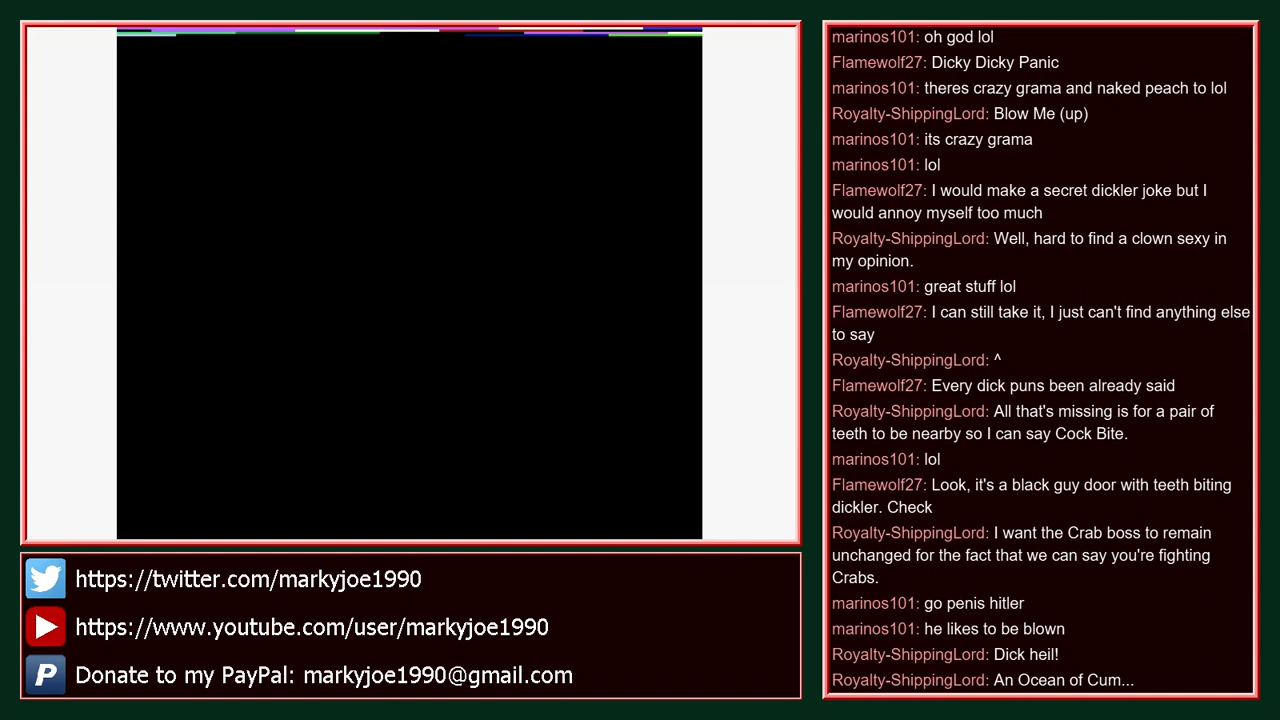 marinos101: oh god lol
Flamewolf27: Dicky Dicky Panic
marinos101: theres crazy grama and naked peach to lol
Royalty-ShippingLord: Blow Me (up)
marinos101: its crazy grama
marinos101: lol
Flamewolf27: I would make a secret dickler joke but I
would annoy myself too much
Royalty-ShippingLord: Well, hard to find a clown sexy in
my opinion.
marinos101: great stuff lol
Flamewolf27: I can still take it, I just can't find anything else
to say
Royalty-ShippingLord: ^
Flamewolf27: Every dick puns been already said
Royalty-ShippingLord: All that's missing is for a pair of
teeth to be nearby so I can say Cock Bite.
marinos101: lol
Flamewolf27: Look, it's a black guy door with teeth biting
dickler. Check
Royalty-ShippingLord: I want the Crab boss to remain
unchanged for the fact that we can say you're fighting
Crabs.
marinos101: go penis hitler
marinos101: he likes to be blown
Royalty-ShippingLord: Dick heil!
Royalty-ShippingLord: An Ocean of Cum...
https://twitter.com/markyjoe1990
https://www.youtube.com/user/markyjoe1990
P Donate to my PayPal: markyjoe1990@gmail.com